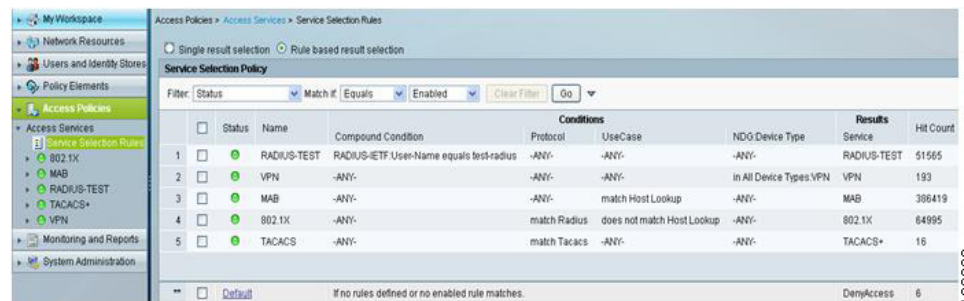 My Workspace
Network Resources
Users and Identity Stores
Policy Elements
Access Policies
Access Services
Service Selection Rules
802.1X
MAB
RADIUS-TEST
TACACS+
VPN
Monitoring and Reports
System Administration
Access Policies > Access Services > Service Selection Rules
Single result selection Rule based result selection
Service Selection Policy
Filter: Status Match if: Equals Enabled Clear Filter Go
Conditions Results
Status Name Compound Condition Protocol UseCase NDG:Device Type Service Hit Count
1 RADIUS-TEST RADIUS-IETF:User-Name equals test-radius -ANY- -ANY- -ANY- RADIUS-TEST 51565
2 VPN -ANY- -ANY- -ANY- in All Device Types:VPN VPN 193
3 MAB -ANY- -ANY- match Host Lookup -ANY- MAB 386419
4 802.1X -ANY- match Radius does not match Host Lookup -ANY- 802.1X 64995
5 TACACS -ANY- match Tacacs -ANY- -ANY- TACACS+ 16
** Default If no rules defined or no enabled rule matches. DenyAccess 6